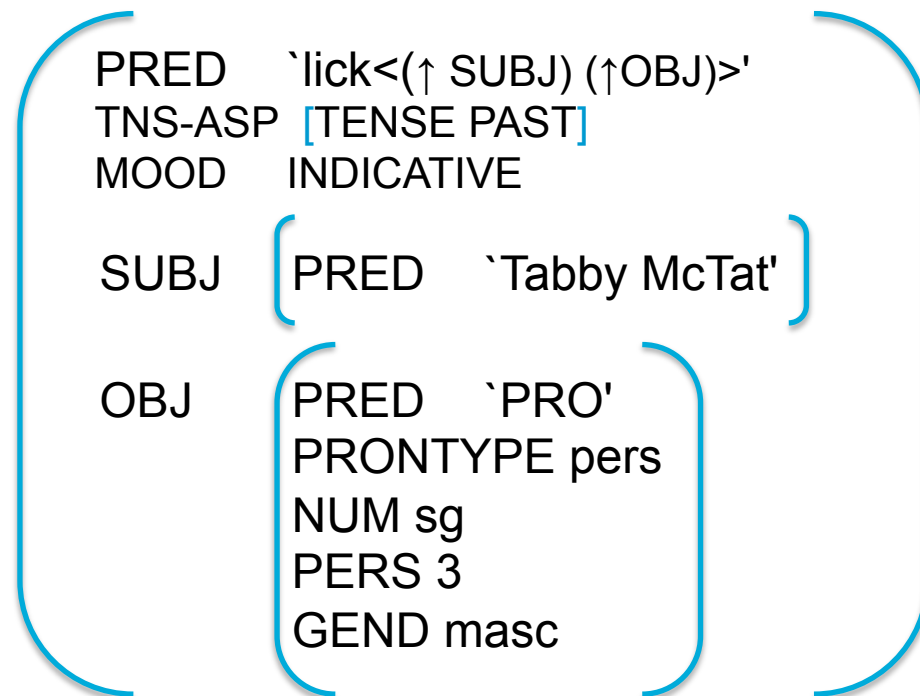 PRED `lick<(↑ SUBJ) (↑OBJ)>'
TNS-ASP [TENSE PAST]
MOOD INDICATIVE
SUBJ PRED `Tabby McTat'
OBJ PRED `PRO'
PRONTYPE pers
NUM sg
PERS 3
GEND masc